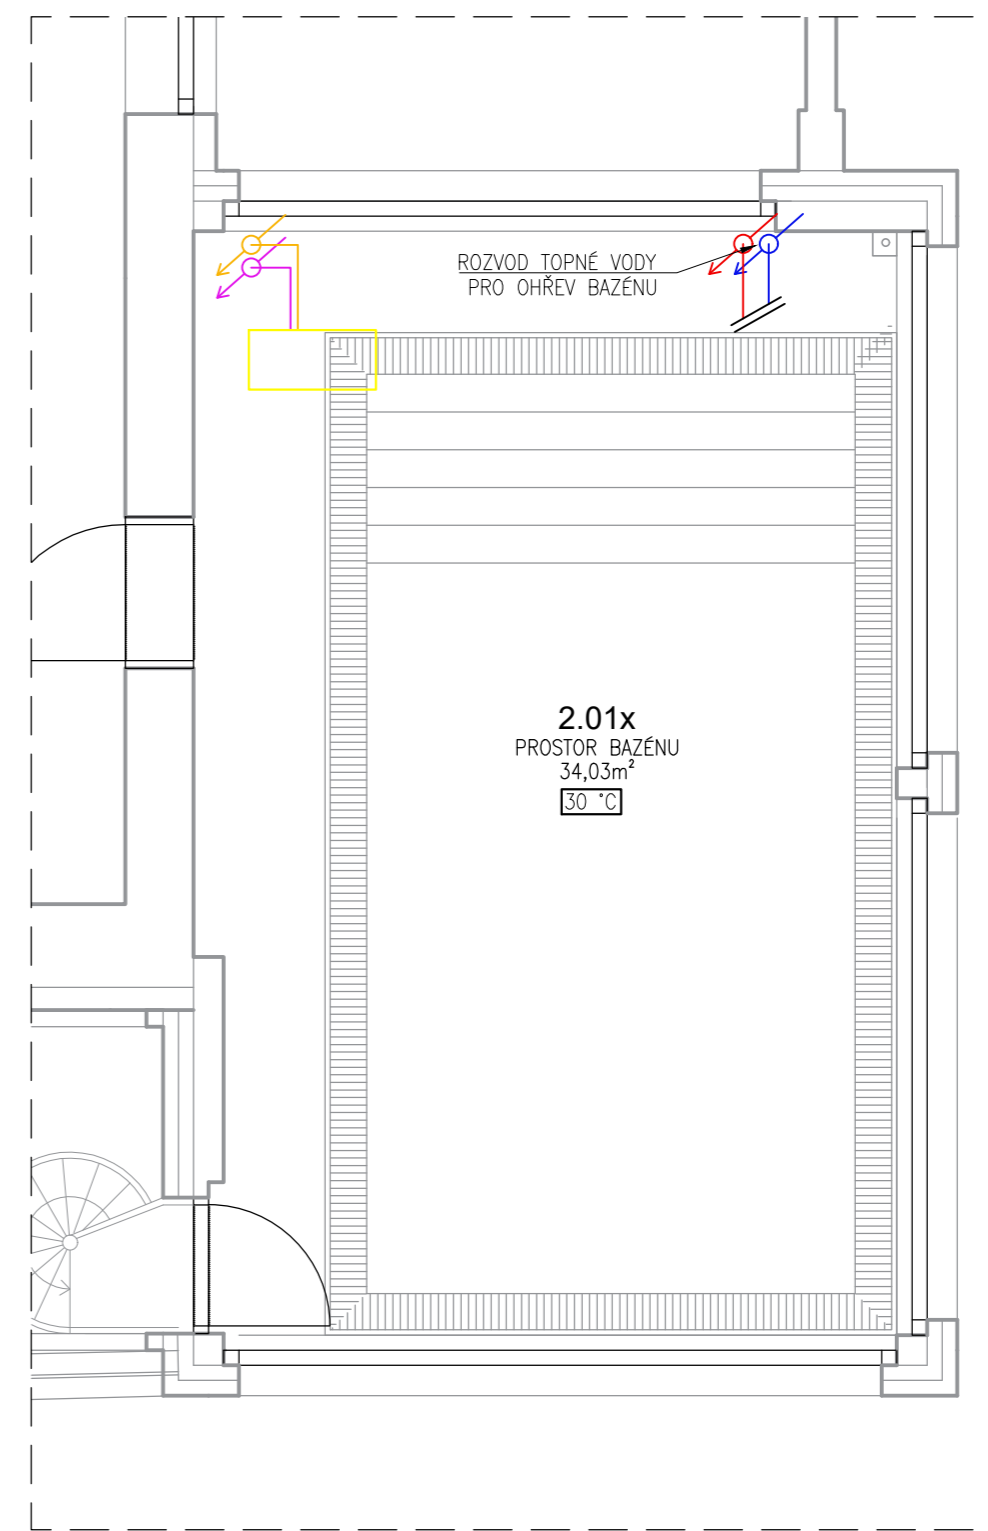 ROZVOD TOPNÉ VODY
PRO OHŘEV BAZÉNU
2.01x
PROSTOR BAZÉNU
34,03m²
30 °C